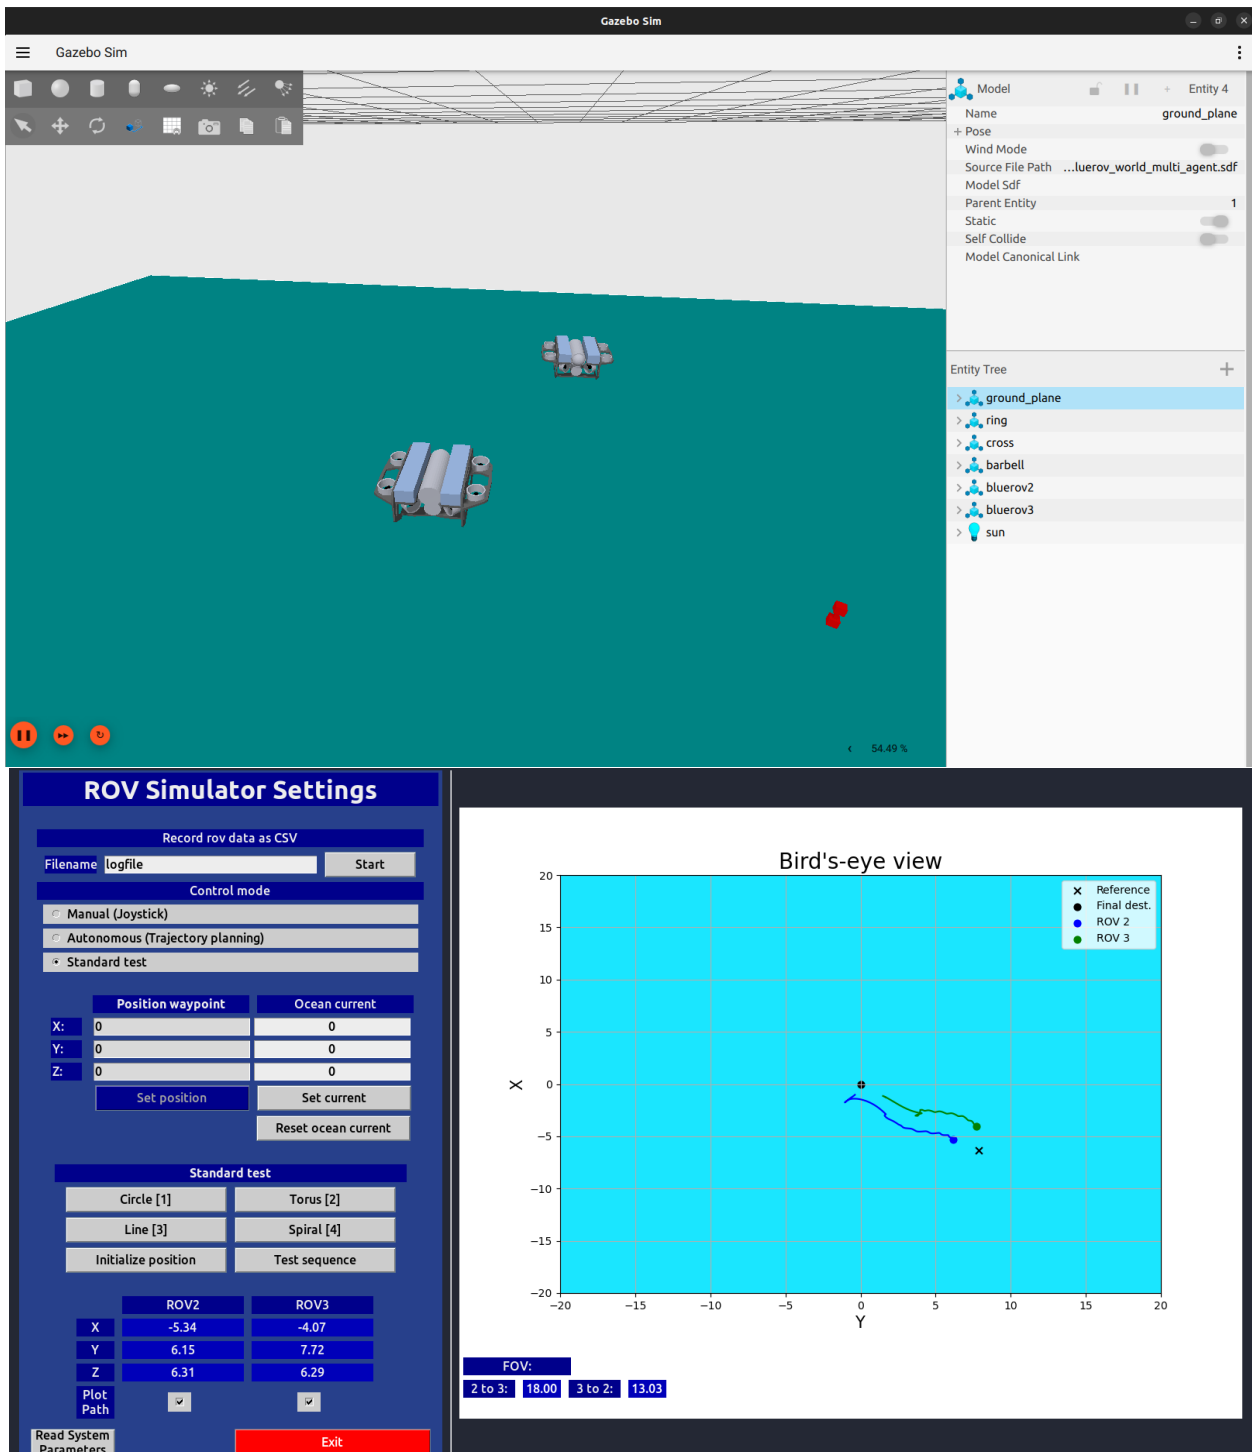 Gazebo Sim
Gazebo Sim
Model Entity 4
Name ground_plane
Pose
Wind Mode
Source File Path ...luerov_world_multi_agent.sdf
Model Sdf
Parent Entity 1
Static
Self Collide
Model Canonical Link
Entity Tree
ground_plane
ring
cross
barbell
bluerov2
bluerov3
sun
54.49 %
ROV Simulator Settings
Record rov data as CSV
Filename logfile Start
Control mode
Manual (Joystick)
Autonomous (Trajectory planning)
Standard test
Position waypoint Ocean current
X: 0 0
Y: 0 0
Z: 0 0
Set position Set current
Reset ocean current
Standard test
Circle [1] Torus [2]
Line [3] Spiral [4]
Initialize position Test sequence
ROV2 ROV3
X -5.34 -4.07
Y 6.15 7.72
Z 6.31 6.29
Plot Path
Read System Parameters
Exit
Bird's-eye view
Reference
Final dest.
ROV 2
ROV 3
20
15
10
5
0
−5
−10
−15
−20
X
−20 −15 −10 −5 0 5 10 15 20
Y
FOV:
2 to 3: 18.00 3 to 2: 13.03